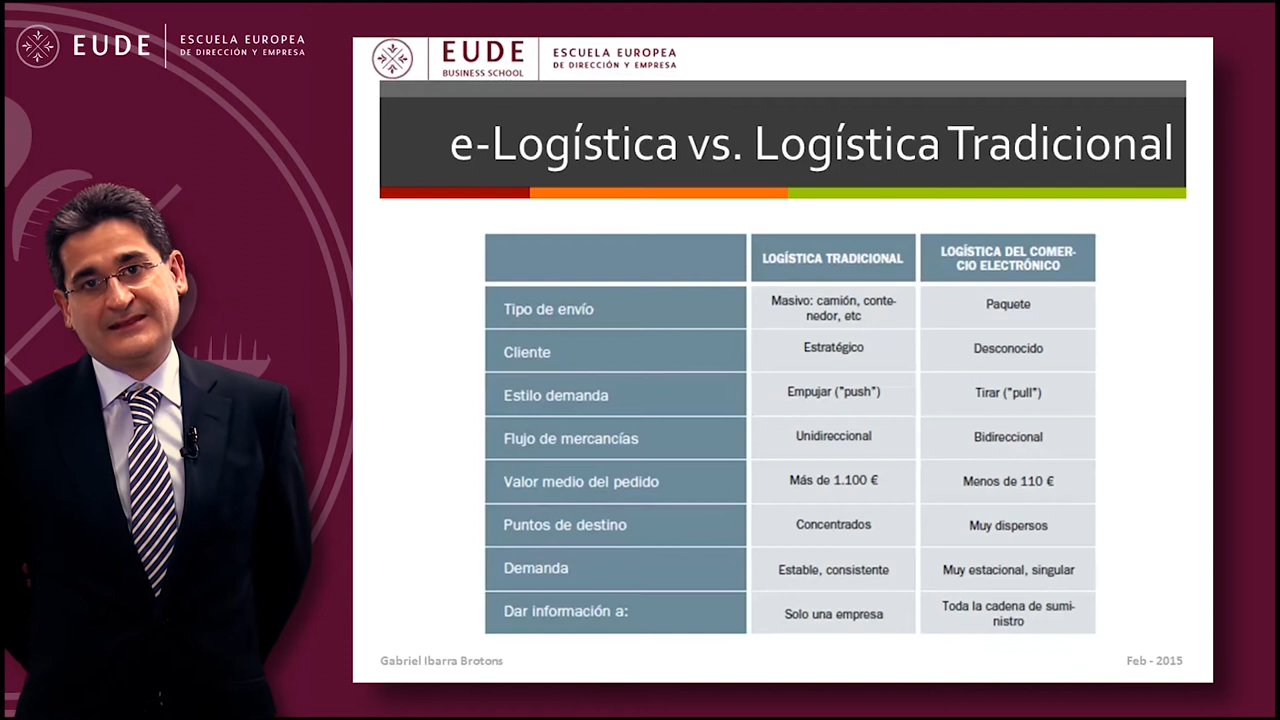 EUDE
ESCUELA EUROPEA
DE DIRECCIÓN Y EMPRESA
EUDE
BUSINESS SCHOOL
ESCUELA EUROPEA
DE DIRECCIÓN Y EMPRESA
e-Logística vs. Logística Tradicional
LOGÍSTICA TRADICIONAL
LOGÍSTICA DEL COMER-
CIO ELECTRÓNICO
Tipo de envío
Masivo: camión, conte-
nedor, etc
Paquete
Cliente
Estratégico
Desconocido
Estilo demanda
Empujar ("push")
Tirar ("pull")
Flujo de mercancías
Unidireccional
Bidireccional
Valor medio del pedido
Más de 1.100 €
Menos de 110 €
Puntos de destino
Concentrados
Muy dispersos
Demanda
Estable, consistente
Muy estacional, singular
Dar información a:
Solo una empresa
Toda la cadena de sumi-
nistro
Gabriel Ibarra Brotons
Feb - 2015